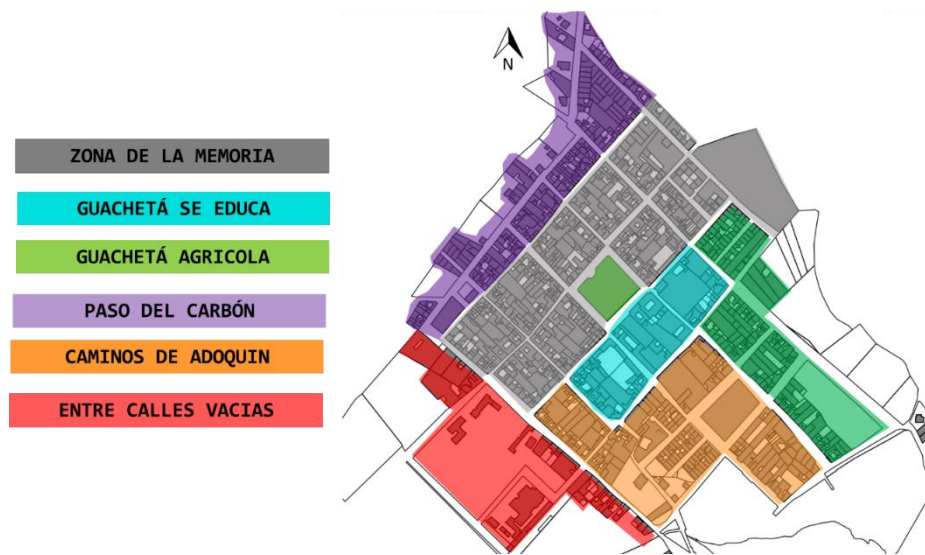 N
ZONA DE LA MEMORIA
GUACHETÁ SE EDUCA
GUACHETÁ AGRICOLA
PASO DEL CARBÓN
CAMINOS DE ADOQUIN
ENTRE CALLES VACIAS